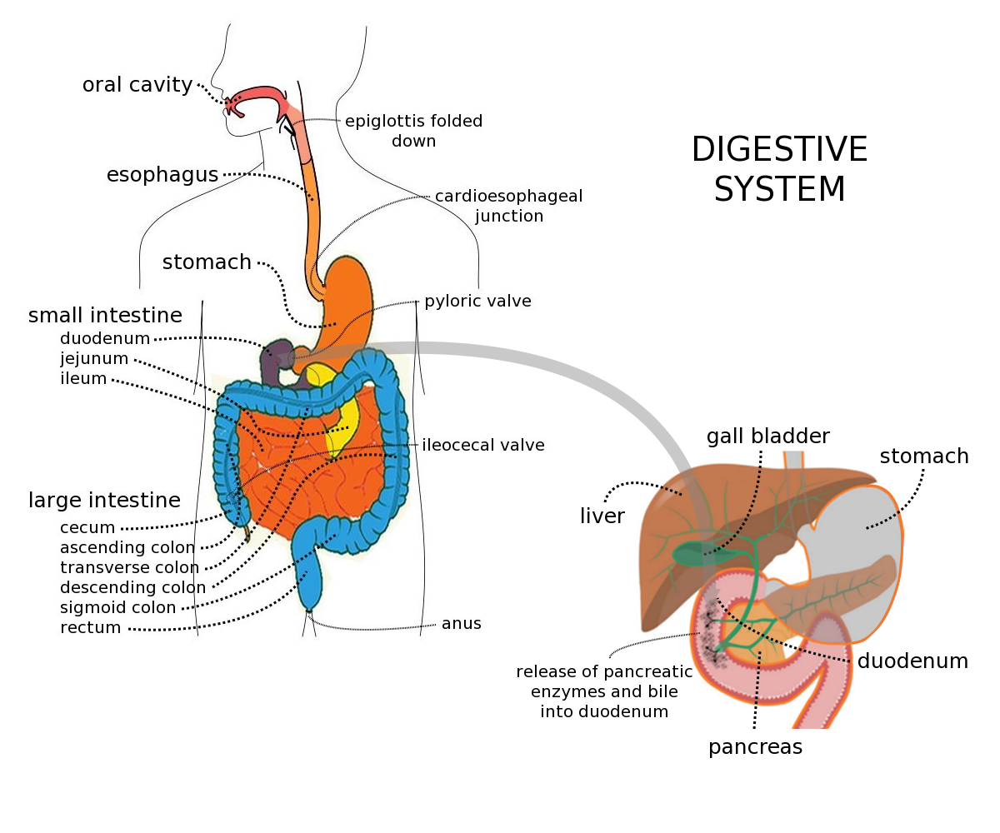 DIGESTIVE
SYSTEM
oral cavity
epiglottis folded
down
esophagus
cardioesophageal
junction
stomach
pyloric valve
small intestine
duodenum
jejunum
ileum
ileocecal valve
large intestine
cecum
ascending colon
transverse colon
descending colon
sigmoid colon
rectum
anus
gall bladder
stomach
liver
duodenum
release of pancreatic
enzymes and bile
into duodenum
pancreas